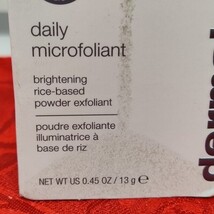 daily
microfoliant
brightening
rice-based
powder exfoliant
poudre exfoliante
illuminatrice à
base de riz
NET WT US 0.45 OZ / 13 g ℮